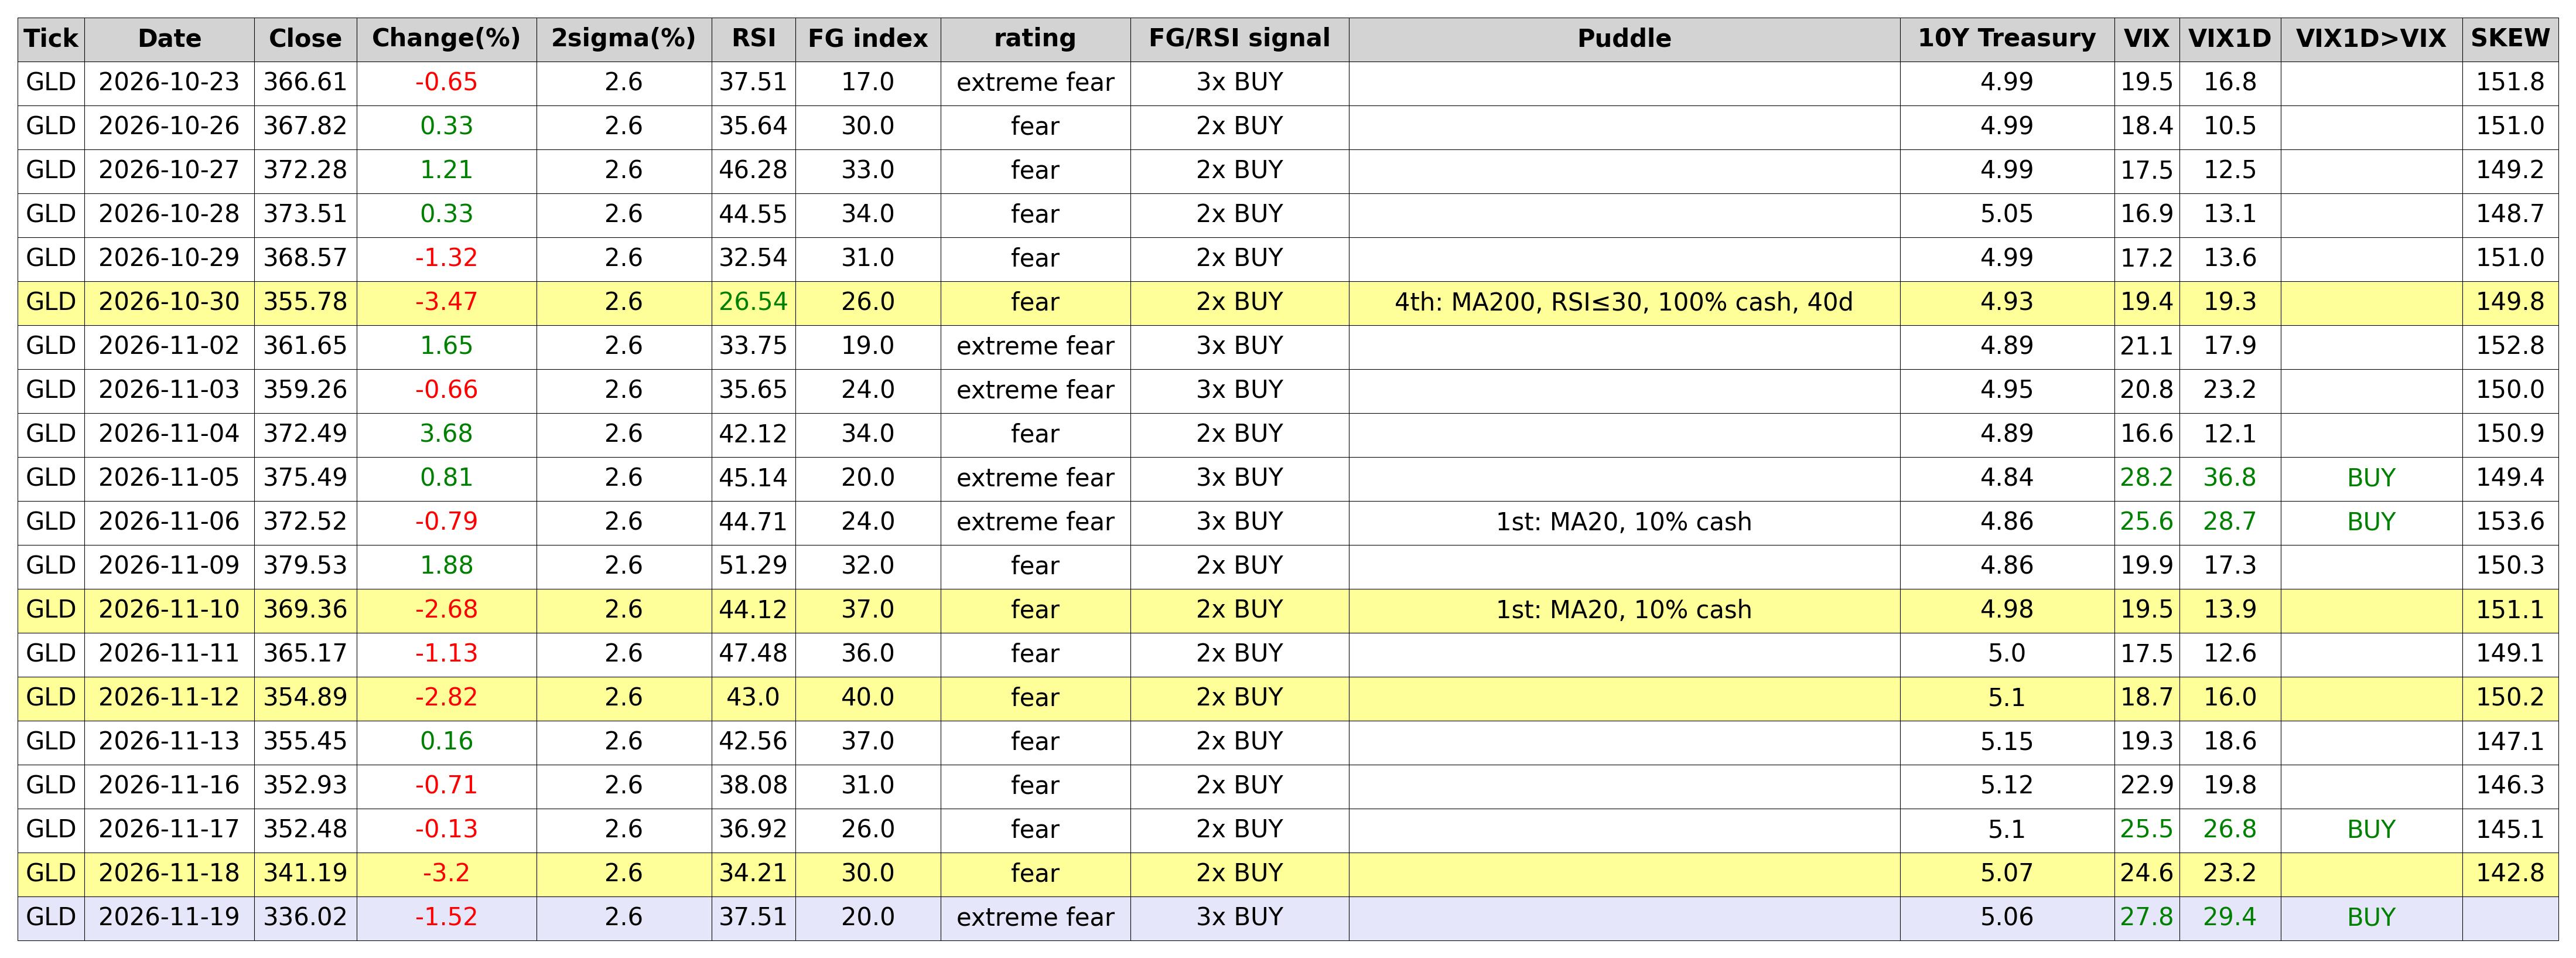 Tick Date Close Change(%) 2sigma(%) RSI FG index rating FG/RSI signal Puddle 10Y Treasury VIX VIX1D VIX1D>VIX SKEW
GLD 2026-10-23 366.61 -0.65 2.6 37.51 17.0 extreme fear 3x BUY 4.99 19.5 16.8 151.8
GLD 2026-10-26 367.82 0.33 2.6 35.64 30.0 fear 2x BUY 4.99 18.4 10.5 151.0
GLD 2026-10-27 372.28 1.21 2.6 46.28 33.0 fear 2x BUY 4.99 17.5 12.5 149.2
GLD 2026-10-28 373.51 0.33 2.6 44.55 34.0 fear 2x BUY 5.05 16.9 13.1 148.7
GLD 2026-10-29 368.57 -1.32 2.6 32.54 31.0 fear 2x BUY 4.99 17.2 13.6 151.0
GLD 2026-10-30 355.78 -3.47 2.6 26.54 26.0 fear 2x BUY 4th: MA200, RSI≤30, 100% cash, 40d 4.93 19.4 19.3 149.8
GLD 2026-11-02 361.65 1.65 2.6 33.75 19.0 extreme fear 3x BUY 4.89 21.1 17.9 152.8
GLD 2026-11-03 359.26 -0.66 2.6 35.65 24.0 extreme fear 3x BUY 4.95 20.8 23.2 150.0
GLD 2026-11-04 372.49 3.68 2.6 42.12 34.0 fear 2x BUY 4.89 16.6 12.1 150.9
GLD 2026-11-05 375.49 0.81 2.6 45.14 20.0 extreme fear 3x BUY 4.84 28.2 36.8 BUY 149.4
GLD 2026-11-06 372.52 -0.79 2.6 44.71 24.0 extreme fear 3x BUY 1st: MA20, 10% cash 4.86 25.6 28.7 BUY 153.6
GLD 2026-11-09 379.53 1.88 2.6 51.29 32.0 fear 2x BUY 4.86 19.9 17.3 150.3
GLD 2026-11-10 369.36 -2.68 2.6 44.12 37.0 fear 2x BUY 1st: MA20, 10% cash 4.98 19.5 13.9 151.1
GLD 2026-11-11 365.17 -1.13 2.6 47.48 36.0 fear 2x BUY 5.0 17.5 12.6 149.1
GLD 2026-11-12 354.89 -2.82 2.6 43.0 40.0 fear 2x BUY 5.1 18.7 16.0 150.2
GLD 2026-11-13 355.45 0.16 2.6 42.56 37.0 fear 2x BUY 5.15 19.3 18.6 147.1
GLD 2026-11-16 352.93 -0.71 2.6 38.08 31.0 fear 2x BUY 5.12 22.9 19.8 146.3
GLD 2026-11-17 352.48 -0.13 2.6 36.92 26.0 fear 2x BUY 5.1 25.5 26.8 BUY 145.1
GLD 2026-11-18 341.19 -3.2 2.6 34.21 30.0 fear 2x BUY 5.07 24.6 23.2 142.8
GLD 2026-11-19 336.02 -1.52 2.6 37.51 20.0 extreme fear 3x BUY 5.06 27.8 29.4 BUY